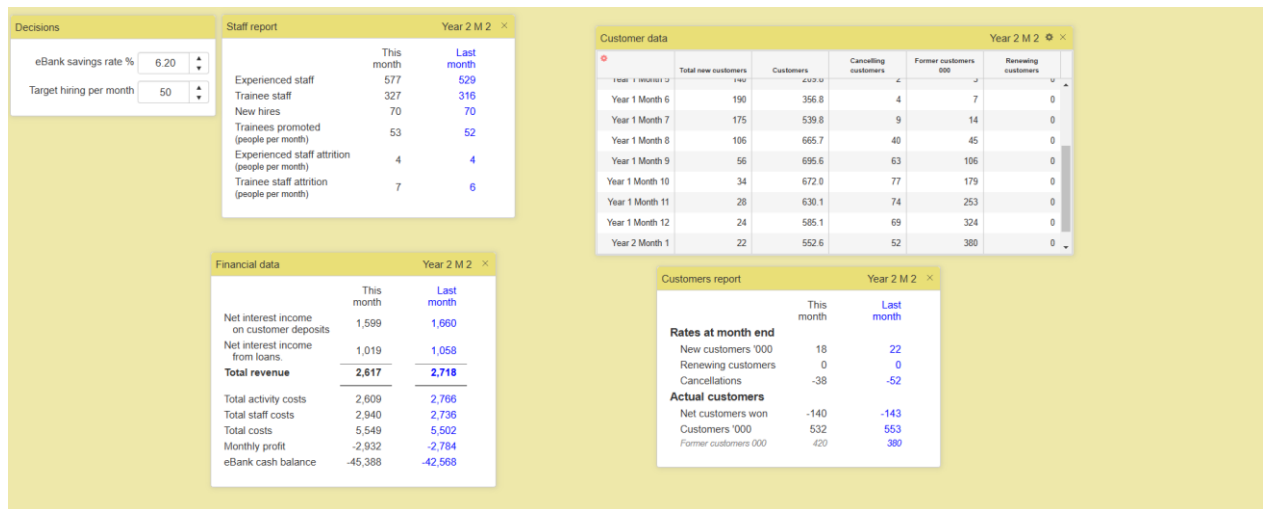 Decisions
eBank savings rate % 6.20
Target hiring per month 50
Staff report Year 2 M 2 ×
This Last
month month
Experienced staff 577 529
Trainee staff 327 316
New hires 70 70
Trainees promoted 53 52
(people per month)
Experienced staff attrition 4 4
(people per month)
Trainee staff attrition 7 6
(people per month)
Customer data Year 2 M 2 ×
Total new customers Customers Cancelling customers Former customers 000 Renewing customers
Year 1 Month 5 140 209.8 2 3 0
Year 1 Month 6 190 356.8 4 7 0
Year 1 Month 7 175 539.8 9 14 0
Year 1 Month 8 106 665.7 40 45 0
Year 1 Month 9 56 695.6 63 106 0
Year 1 Month 10 34 672.0 77 179 0
Year 1 Month 11 28 630.1 74 253 0
Year 1 Month 12 24 585.1 69 324 0
Year 2 Month 1 22 552.6 52 380 0
Financial data Year 2 M 2 ×
This Last
month month
Net interest income
on customer deposits 1,599 1,660
Net interest income
from loans. 1,019 1,058
Total revenue 2,617 2,718
Total activity costs 2,609 2,766
Total staff costs 2,940 2,736
Total costs 5,549 5,502
Monthly profit -2,932 -2,784
eBank cash balance -45,388 -42,568
Customers report Year 2 M 2 ×
This Last
month month
Rates at month end
New customers '000 18 22
Renewing customers 0 0
Cancellations -38 -52
Actual customers
Net customers won -140 -143
Customers '000 532 553
Former customers 000 420 380